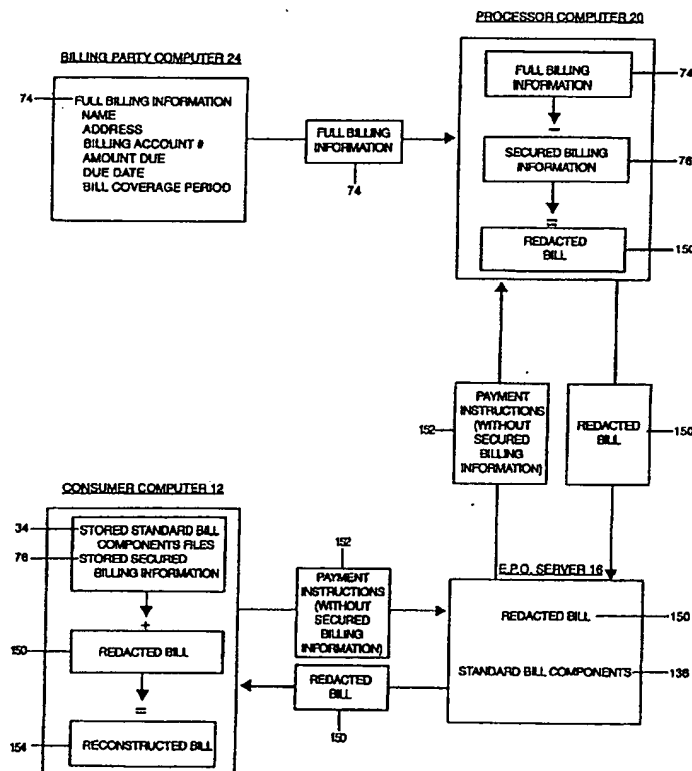 PROCESSOR COMPUTER 20
BILLING PARTY COMPUTER 24
74
FULL BILLING INFORMATION
NAME
ADDRESS
BILLING ACCOUNT #
AMOUNT DUE
DUE DATE
BILL COVERAGE PERIOD
FULL BILLING
INFORMATION
74
FULL BILLING
INFORMATION
74
–
SECURED BILLING
INFORMATION
76
=
REDACTED
BILL
150
152
PAYMENT
INSTRUCTIONS
(WITHOUT
SECURED
BILLING
INFORMATION)
REDACTED
BILL
150
CONSUMER COMPUTER 12
34
STORED STANDARD BILL
COMPONENTS FILES
76
STORED SECURED
BILLING INFORMATION
+
150
REDACTED BILL
=
154
RECONSTRUCTED BILL
152
PAYMENT
INSTRUCTIONS
(WITHOUT
SECURED
BILLING
INFORMATION)
REDACTED
BILL
150
E.P.O. SERVER 16
REDACTED BILL
150
STANDARD BILL COMPONENTS
138